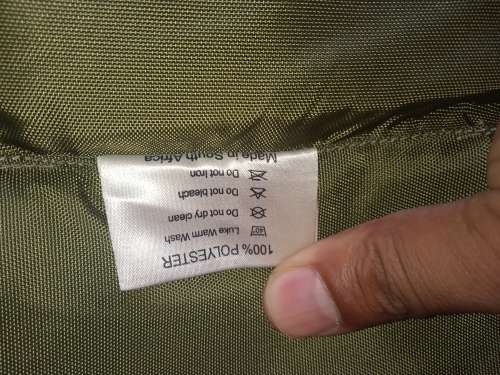 100% POLYESTER
40° Luke Warm Wash
Do not dry clean
Do not bleach
Do not Iron
Made in South Africa